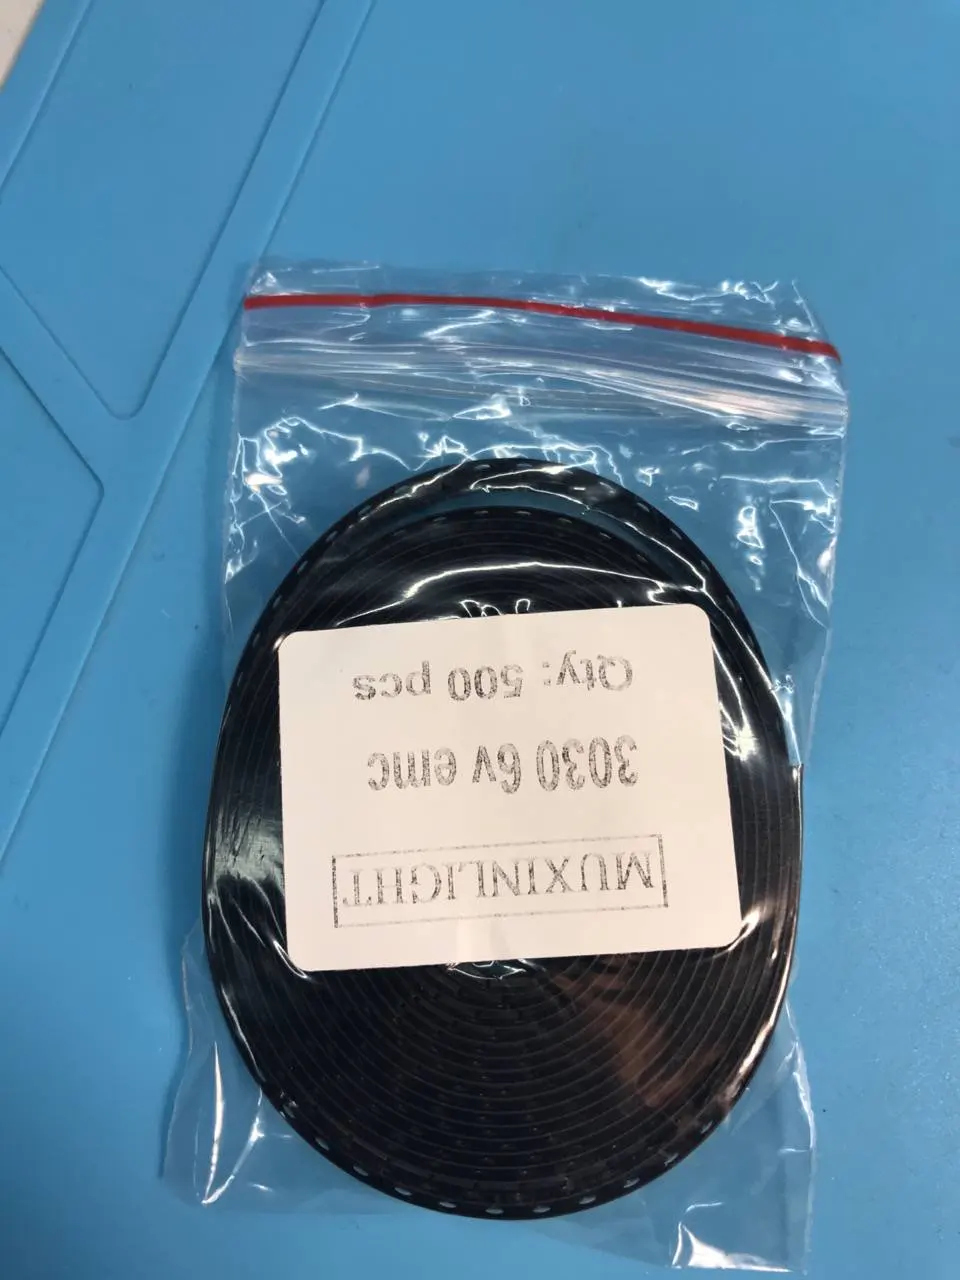 MUXINLIGHT
3030 6v emc
Qty: 500 pcs